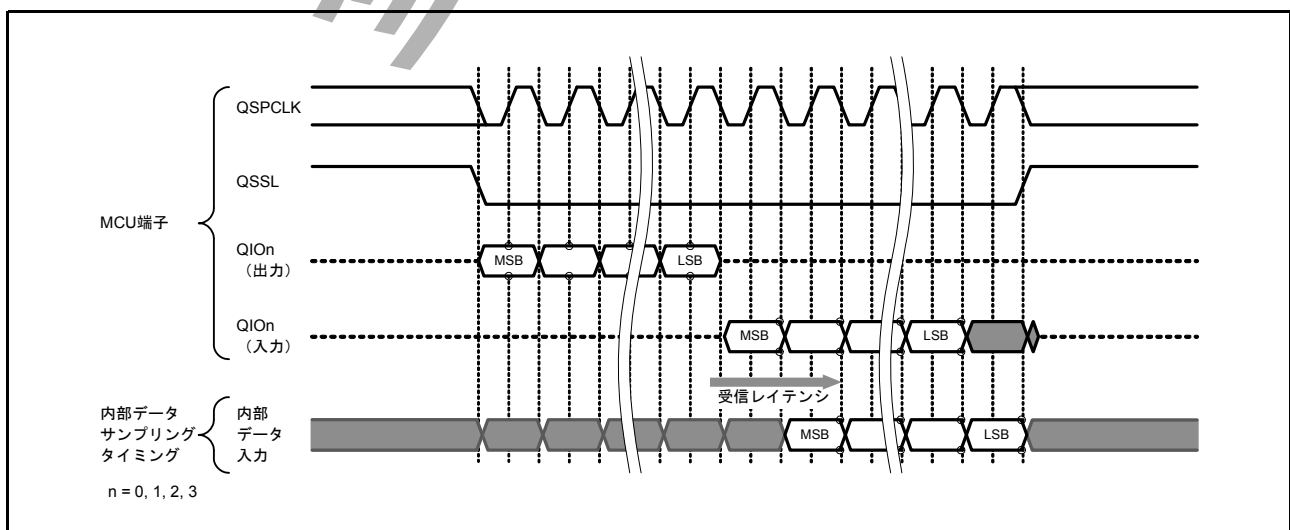 QSPCLK
QSSL
MCU端子
QIOn
（出力）
MSB
LSB
QIOn
（入力）
MSB
LSB
受信レイテンシ
内部データ
サンプリング
タイミング
内部
データ
入力
MSB
LSB
n = 0, 1, 2, 3